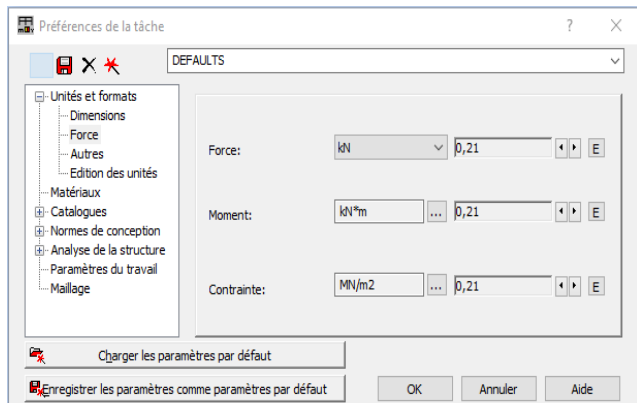 Préférences de la tâche
?
DEFAULTS
Unités et formats
Dimensions
Force
Autres
Edition des unités
Matériaux
Catalogues
Normes de conception
Analyse de la structure
Paramètres du travail
Maillage
Force: kN 0,21 E
Moment: kN*m ... 0,21 E
Contrainte: MN/m2 ... 0,21 E
Charger les paramètres par défaut
Enregistrer les paramètres comme paramètres par défaut
OK Annuler Aide